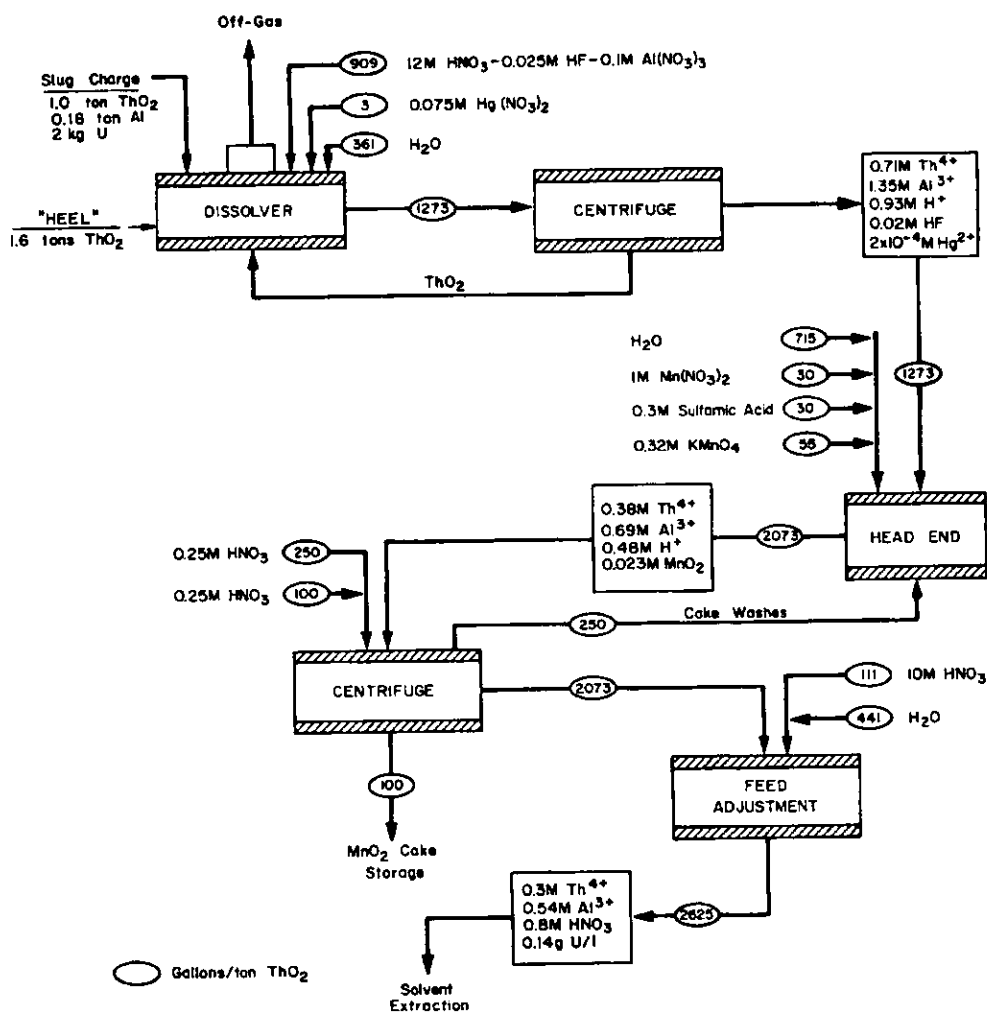 Off-Gas
909
12M HNO₃-0.025M HF-0.1M Al(NO₃)₃
Slug Charge
1.0 ton ThO₂
0.18 ton Al
2 kg U
3
0.075M Hg(NO₃)₂
361
H₂O
DISSOLVER
1273
CENTRIFUGE
0.71M Th⁴⁺
1.35M Al³⁺
0.93M H⁺
0.02M HF
2x10⁻⁴M Hg²⁺
"HEEL"
1.6 tons ThO₂
ThO₂
H₂O
715
1M Mn(NO₃)₂
30
1273
0.3M Sulfamic Acid
30
0.32M KMnO₄
56
0.38M Th⁴⁺
0.69M Al³⁺
0.48M H⁺
0.023M MnO₂
2073
HEAD END
0.25M HNO₃
250
0.25M HNO₃
100
250
Cake Washes
CENTRIFUGE
2073
111
10M HNO₃
441
H₂O
100
FEED
ADJUSTMENT
MnO₂ Cake
Storage
0.3M Th⁴⁺
0.54M Al³⁺
0.8M HNO₃
0.14g U/l
2625
Gallons/ton ThO₂
Solvent
Extraction